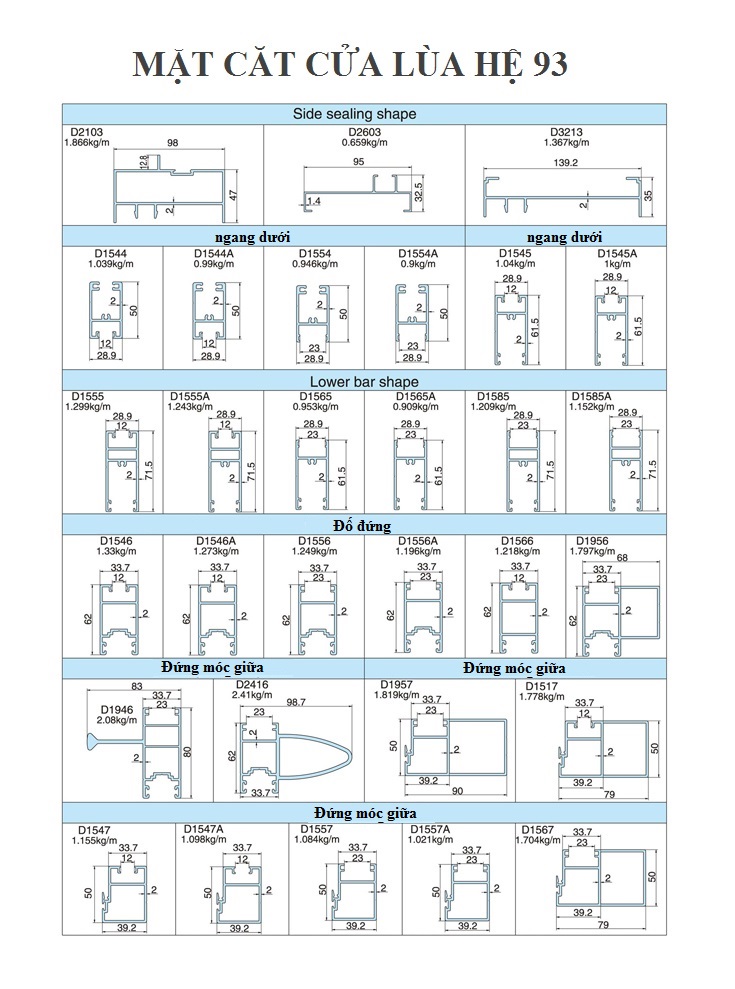 MẶT CĂT CỬA LÙA HỆ 93
Side sealing shape
D2103
1.866kg/m
98
12.8
47
2
D2603
0.659kg/m
95
32.5
1.4
D3213
1.367kg/m
139.2
35
2
ngang dưới
ngang dưới
D1544
1.039kg/m
2
50
12
28.9
D1544A
0.99kg/m
2
50
12
28.9
D1554
0.946kg/m
2
50
23
28.9
D1554A
0.9kg/m
2
50
23
28.9
D1545
1.04kg/m
28.9
12
2
61.5
D1545A
1kg/m
28.9
12
2
61.5
Lower bar shape
D1555
1.299kg/m
28.9
12
2
71.5
D1555A
1.243kg/m
28.9
12
2
71.5
D1565
0.953kg/m
28.9
23
2
61.5
D1565A
0.909kg/m
28.9
23
2
61.5
D1585
1.209kg/m
28.9
23
2
71.5
D1585A
1.152kg/m
28.9
23
2
71.5
Đố đứng
D1546
1.33kg/m
33.7
12
62
2
D1546A
1.273kg/m
33.7
12
62
2
D1556
1.249kg/m
33.7
23
62
2
D1556A
1.196kg/m
33.7
23
62
2
D1566
1.218kg/m
33.7
23
62
2
D1956
1.797kg/m
68
33.7
23
62
2
Đứng móc giữa
Đứng móc giữa
83
33.7
23
D1946
2.08kg/m
2
80
D2416
2.41kg/m
98.7
23
2
62
33.7
D1957
1.819kg/m
33.7
23
50
2
39.2
90
D1517
1.778kg/m
33.7
12
50
2
39.2
79
Đứng móc giữa
D1547
1.155kg/m
33.7
12
50
2
39.2
D1547A
1.098kg/m
33.7
12
50
2
39.2
D1557
1.084kg/m
33.7
23
50
2
39.2
D1557A
1.021kg/m
33.7
23
50
2
39.2
D1567
1.704kg/m
33.7
23
50
2
39.2
79